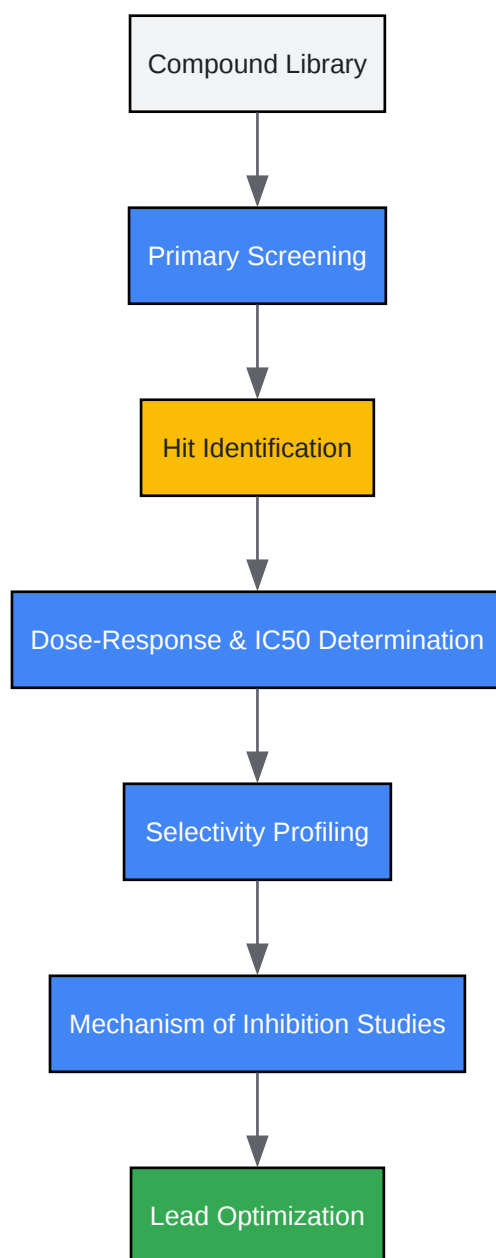 Compound Library
Primary Screening
Hit Identification
Dose-Response & IC50 Determination
Selectivity Profiling
Mechanism of Inhibition Studies
Lead Optimization